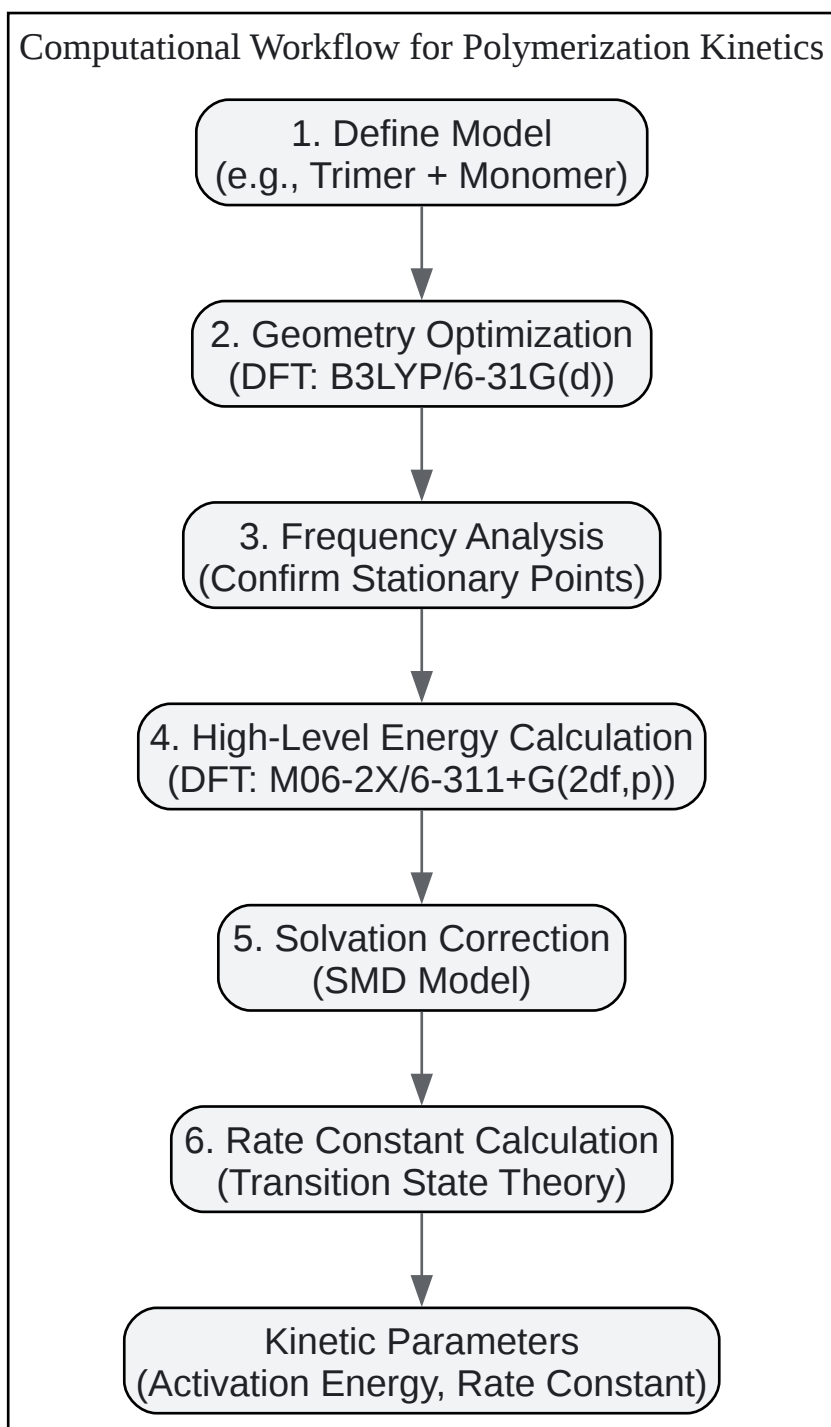 Computational Workflow for Polymerization Kinetics
1. Define Model
(e.g., Trimer + Monomer)
2. Geometry Optimization
(DFT: B3LYP/6-31G(d))
3. Frequency Analysis
(Confirm Stationary Points)
4. High-Level Energy Calculation
(DFT: M06-2X/6-311+G(2df,p))
5. Solvation Correction
(SMD Model)
6. Rate Constant Calculation
(Transition State Theory)
Kinetic Parameters
(Activation Energy, Rate Constant)